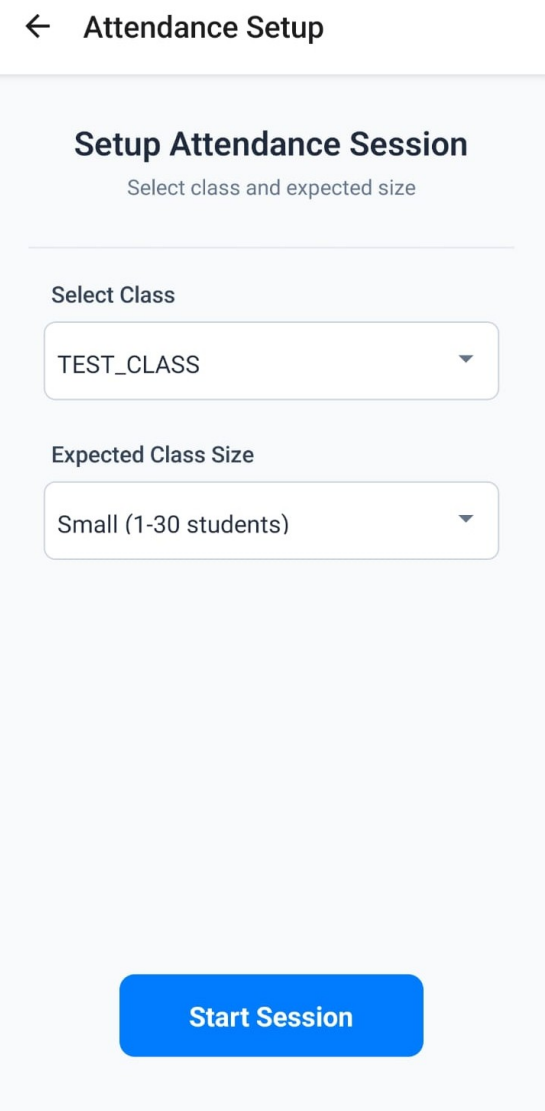 Attendance Setup
Setup Attendance Session
Select class and expected size
Select Class
TEST_CLASS
Expected Class Size
Small (1-30 students)
Start Session